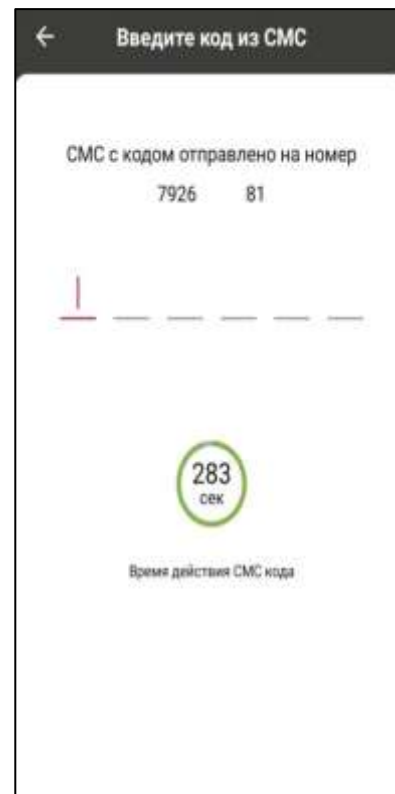 Введите код из СМС
СМС с кодом отправлено на номер
7926 81
283
сек
Время действия СМС кода